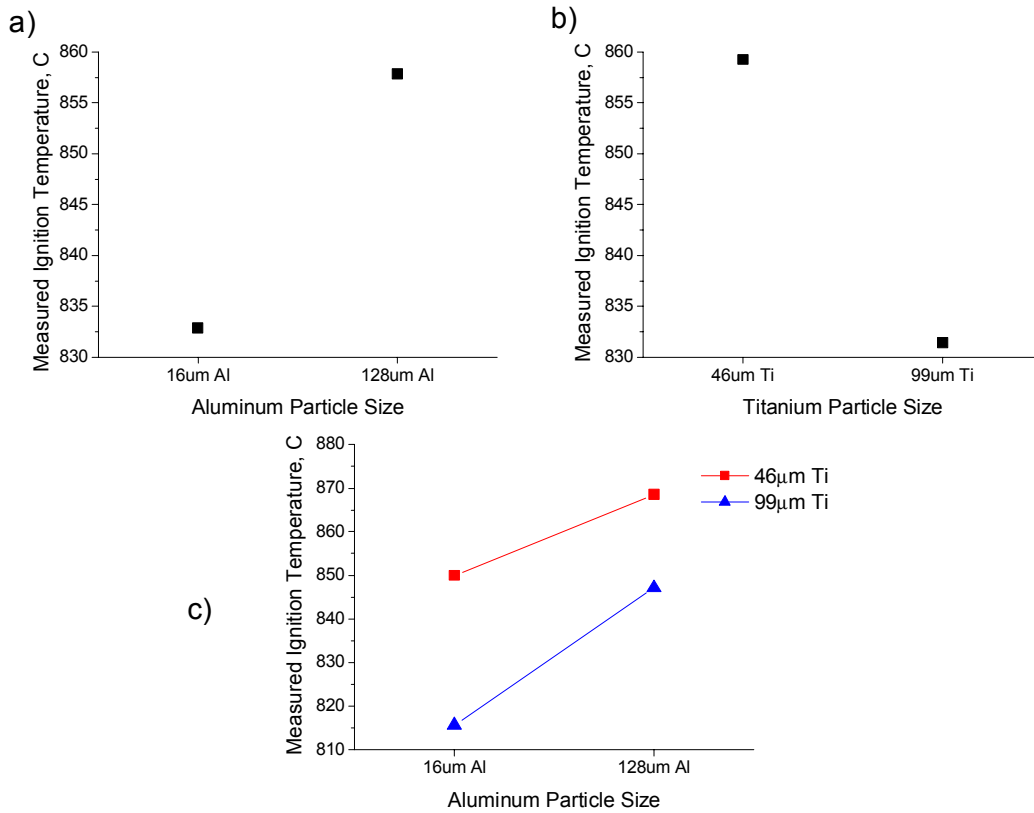 a)
Measured Ignition Temperature, C
860
855
850
845
840
835
830
16um Al
128um Al
Aluminum Particle Size
b)
Measured Ignition Temperature, C
860
855
850
845
840
835
830
46um Ti
99um Ti
Titanium Particle Size
c)
Measured Ignition Temperature, C
880
870
860
850
840
830
820
810
16um Al
128um Al
Aluminum Particle Size
46μm Ti
99μm Ti